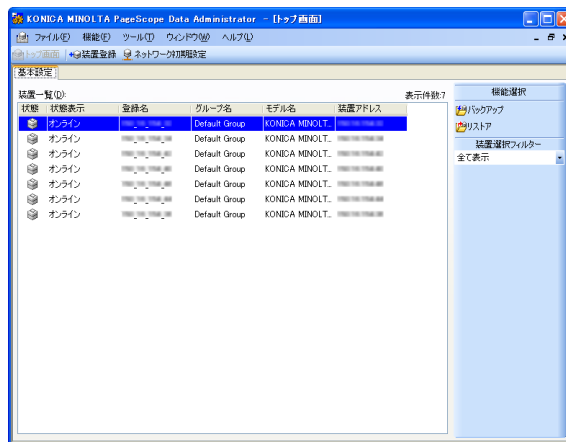 KONICA MINOLTA PageScope Data Administrator - [トップ画面]
ファイル(F) 機能(E) ツール(T) ウィンドウ(W) ヘルプ(L)
トップ画面 装置登録 ネットワーク初期設定
基本設定
装置一覧(D): 表示件数:7
状態 状態表示 登録名 グループ名 モデル名 装置アドレス
オンライン Default Group KONICA MINOLT...
オンライン Default Group KONICA MINOLT...
オンライン Default Group KONICA MINOLT...
オンライン Default Group KONICA MINOLT...
オンライン Default Group KONICA MINOLT...
オンライン Default Group KONICA MINOLT...
オンライン Default Group KONICA MINOLT...
機能選択
バックアップ
リストア
装置選択フィルター
全て表示